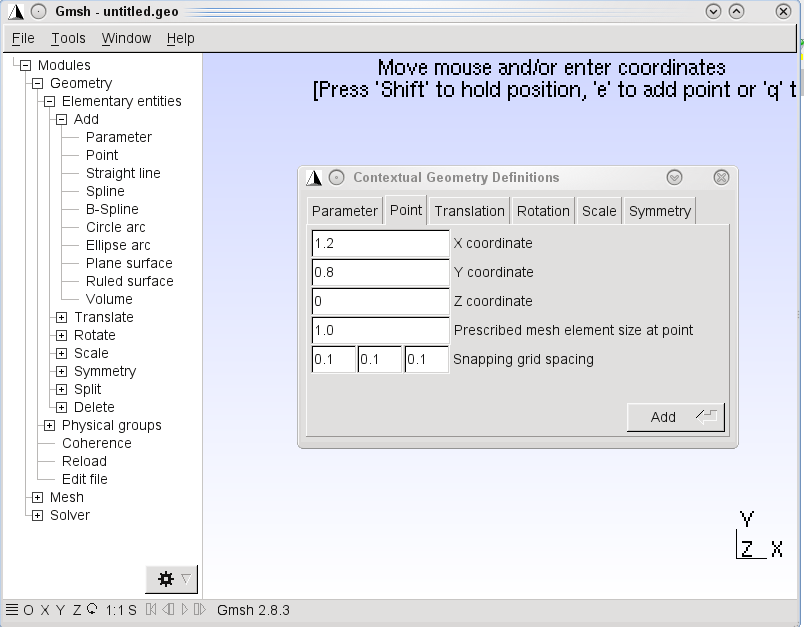 Gmsh - untitled.geo
File Tools Window Help
Modules
Geometry
Elementary entities
Add
Parameter
Point
Straight line
Spline
B-Spline
Circle arc
Ellipse arc
Plane surface
Ruled surface
Volume
Translate
Rotate
Scale
Symmetry
Split
Delete
Physical groups
Coherence
Reload
Edit file
Mesh
Solver
Move mouse and/or enter coordinates
[Press 'Shift' to hold position, 'e' to add point or 'q' t
Contextual Geometry Definitions
Parameter Point Translation Rotation Scale Symmetry
1.2 X coordinate
0.8 Y coordinate
0 Z coordinate
1.0 Prescribed mesh element size at point
0.1 0.1 0.1 Snapping grid spacing
Add
Y
Z X
O X Y Z 1:1 S Gmsh 2.8.3